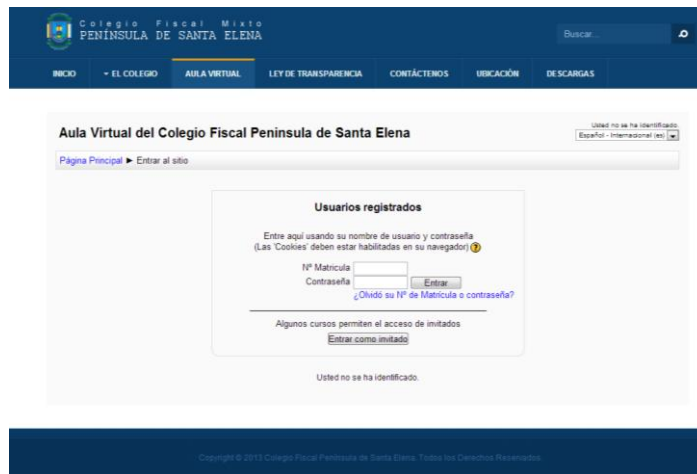 Colegio Fiscal Mixto
PENÍNSULA DE SANTA ELENA
Buscar...
INICIO
EL COLEGIO
AULA VIRTUAL
LEY DE TRANSPARENCIA
CONTÁCTENOS
UBICACIÓN
DESCARGAS
Usted no se ha identificado.
Aula Virtual del Colegio Fiscal Peninsula de Santa Elena
Español - Internacional (es)
Página Principal ► Entrar al sitio
Usuarios registrados
Entre aquí usando su nombre de usuario y contraseña
(Las 'Cookies' deben estar habilitadas en su navegador) ?
Nº Matricula
Contraseña
Entrar
¿Olvidó su Nº de Matrícula o contraseña?
Algunos cursos permiten el acceso de invitados
Entrar como invitado
Usted no se ha identificado.
Copyright © 2013 Colegio Fiscal Península de Santa Elena. Todos los Derechos Reservados.